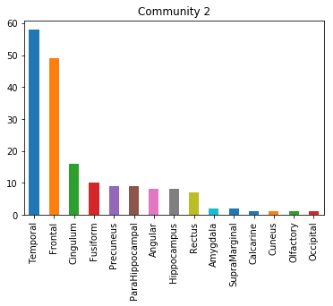 Community 2
60
50
40
30
20
10
0
Temporal
Frontal
Cingulum
Fusiform
Precuneus
ParaHippocampal
Angular
Hippocampus
Rectus
Amygdala
SupraMarginal
Calcarine
Cuneus
Olfactory
Occipital